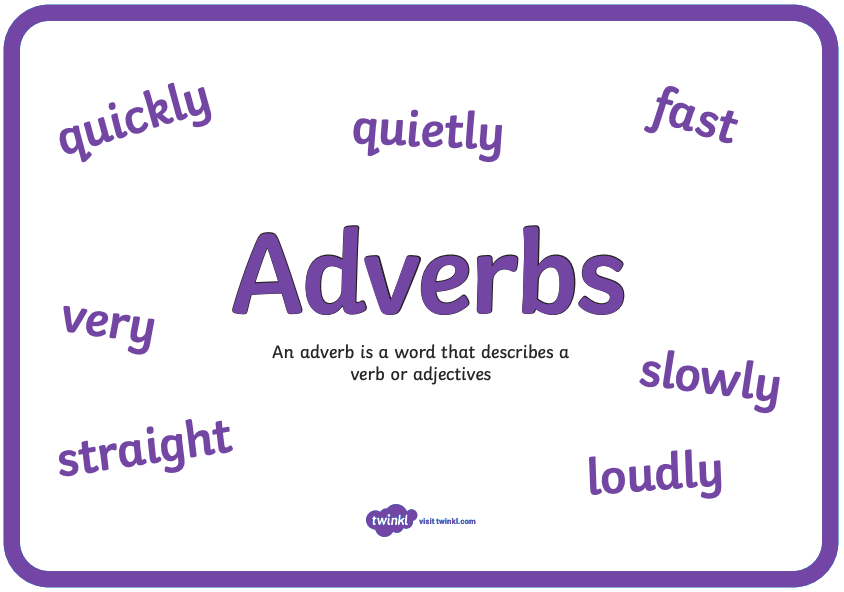 quickly
quietly
fast
Adverbs
very
An adverb is a word that describes a
verb or adjectives
slowly
straight
loudly
twinkl visit twinkl.com